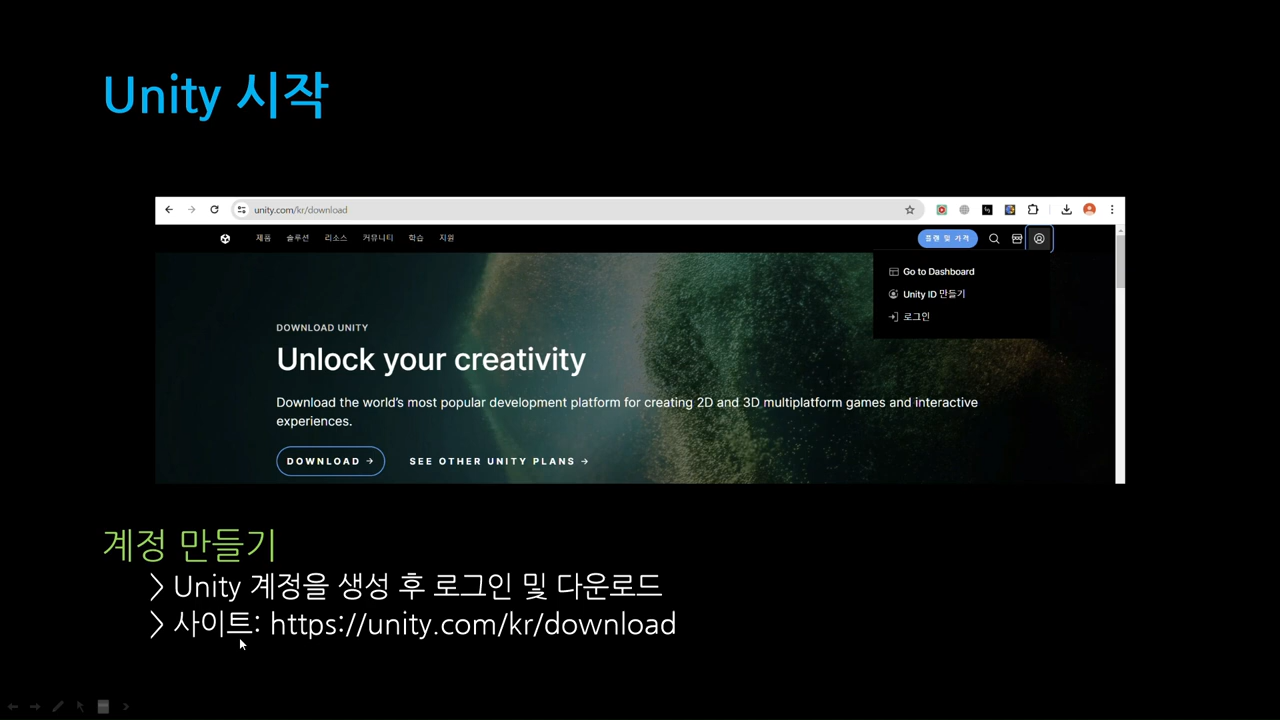 Unity 시작
unity.com/kr/download
제품 솔루션 리소스 커뮤니티 학습 지원 플랜 및 가격
Go to Dashboard
Unity ID 만들기
로그인
DOWNLOAD UNITY
Unlock your creativity
Download the world's most popular development platform for creating 2D and 3D multiplatform games and interactive
experiences.
DOWNLOAD → SEE OTHER UNITY PLANS →
계정 만들기
> Unity 계정을 생성 후 로그인 및 다운로드
> 사이트: https://unity.com/kr/download